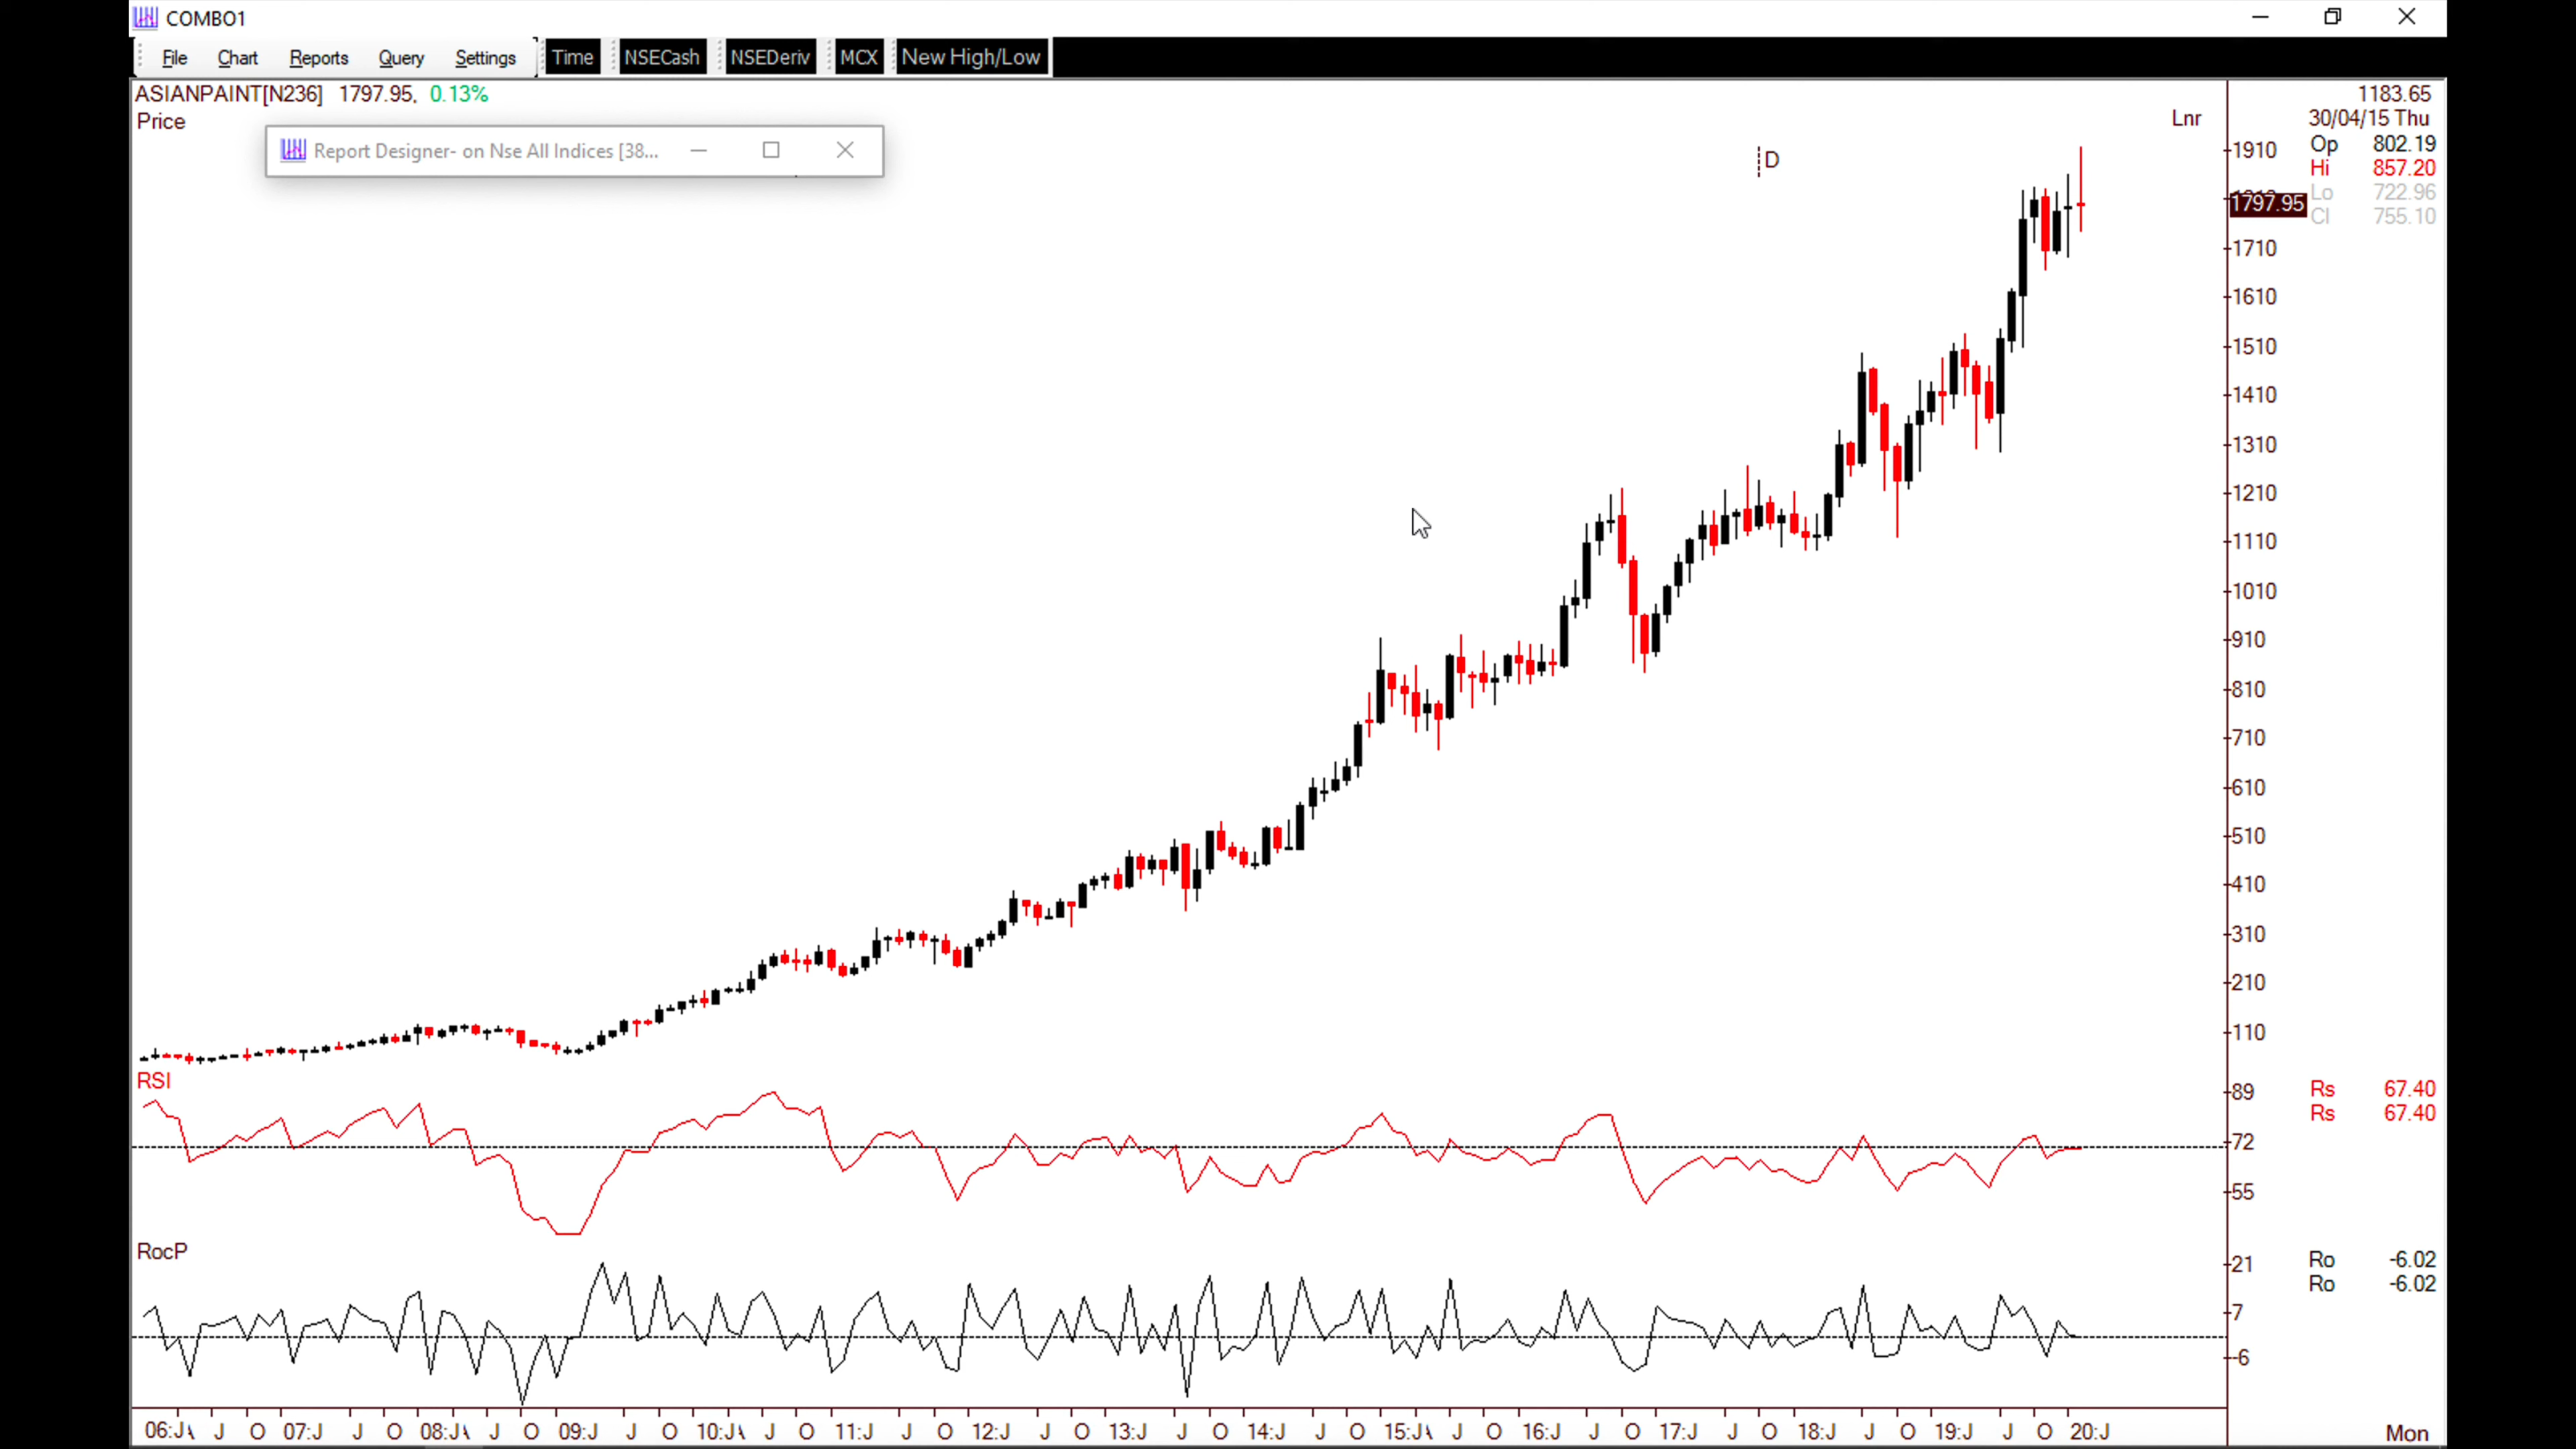 COMBO1
File Chart Reports Query Settings Time NSECash NSEDeriv MCX New High/Low
ASIANPAINT[N236] 1797.95, 0.13%
Price
Report Designer- on Nse All Indices [38...
Lnr
D
1183.65
30/04/15 Thu
Op 802.19
Hi 857.20
Lo 722.96
Cl 755.10
1910
1797.95
1710
1610
1510
1410
1310
1210
1110
1010
910
810
710
610
510
410
310
210
110
RSI
89
72
55
Rs 67.40
Rs 67.40
RocP
21
7
-6
Ro -6.02
Ro -6.02
06:J J O 07:J J O 08:J J O 09:J J O 10:J J O 11:J J O 12:J J O 13:J J O 14:J J O 15:J J O 16:J J O 17:J J O 18:J J O 19:J J O 20:J Mon